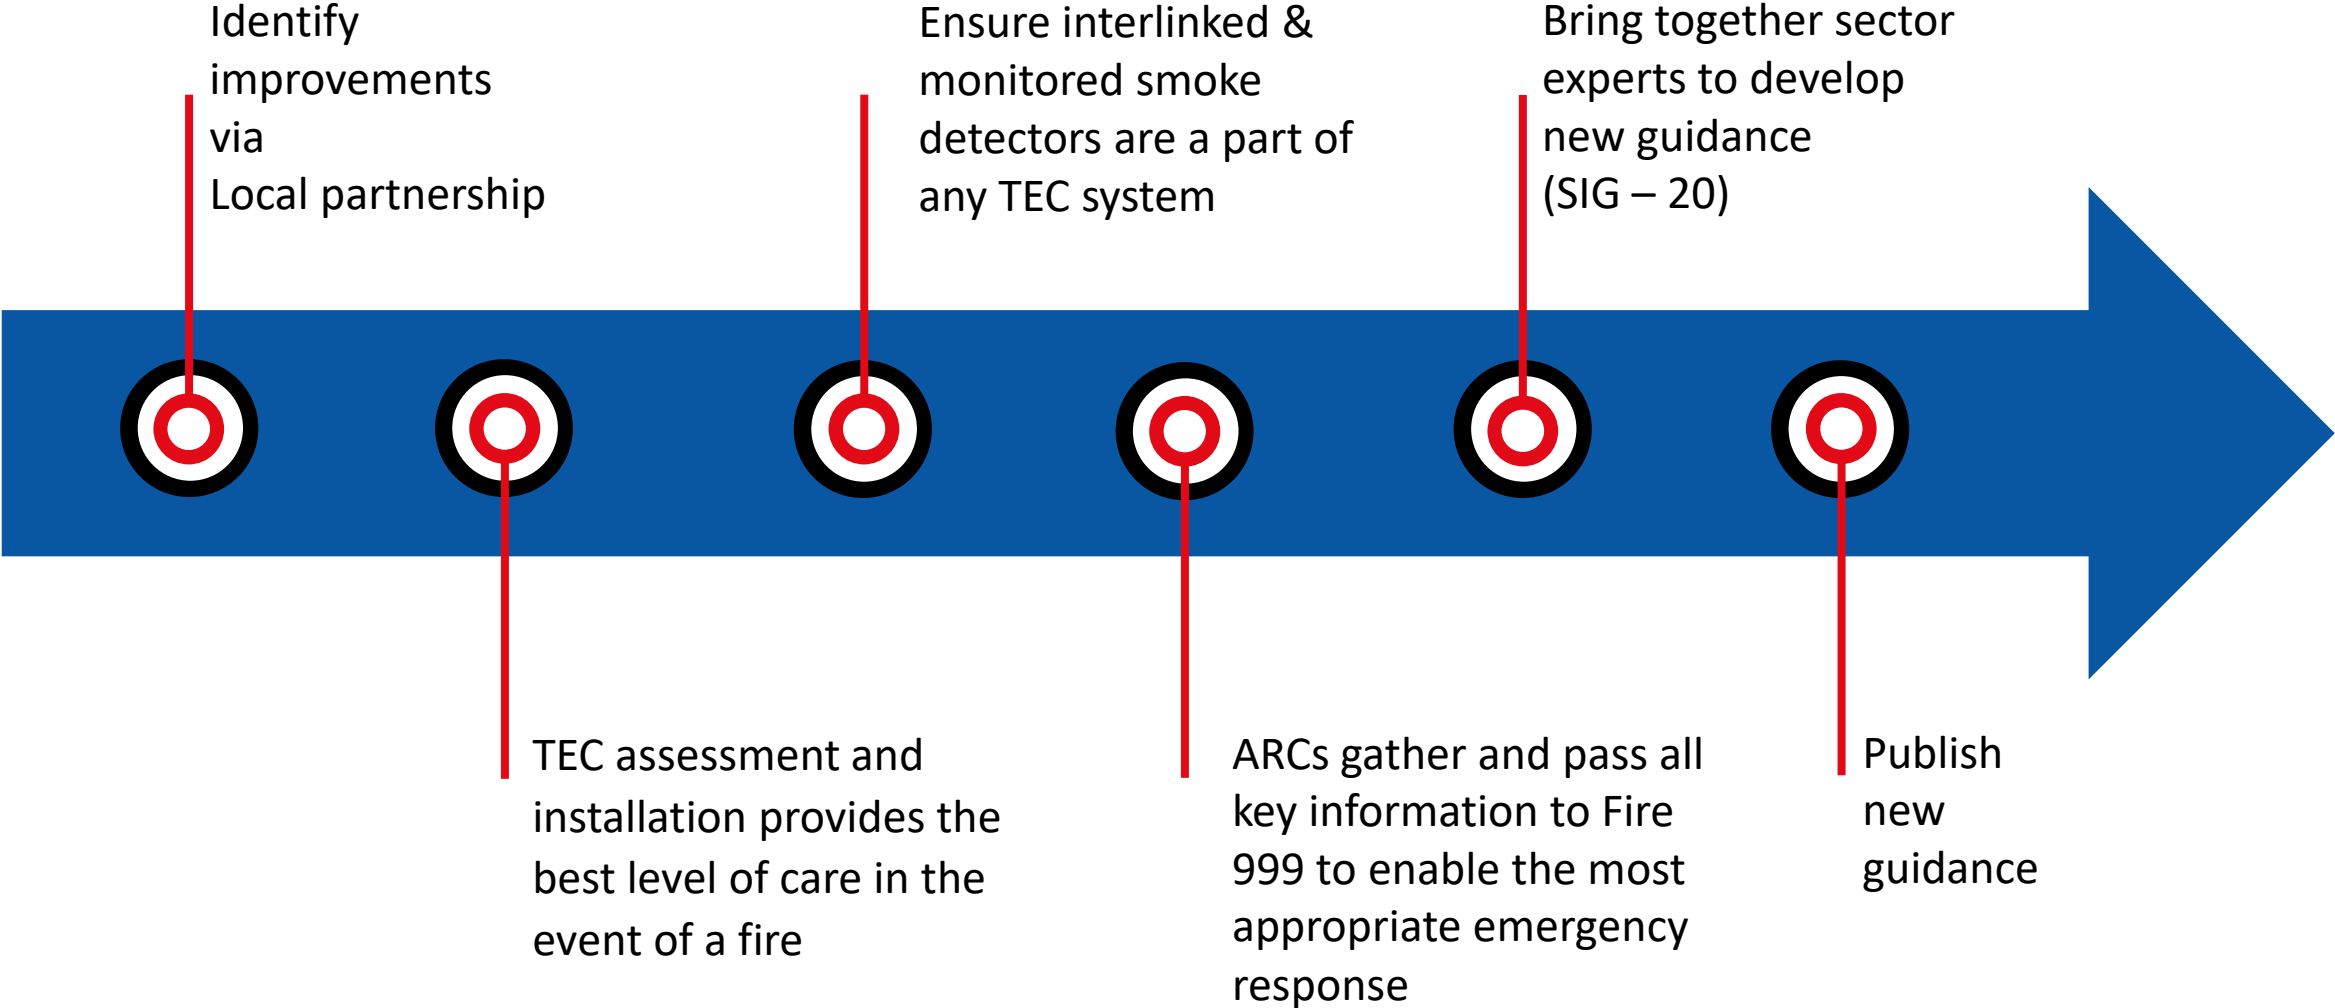 Identify
improvements
via
Local partnership
TEC assessment and
installation provides the
best level of care in the
event of a fire
Ensure interlinked &
monitored smoke
detectors are a part of
any TEC system
ARCs gather and pass all
key information to Fire
999 to enable the most
appropriate emergency
response
Bring together sector
experts to develop
new guidance
(SIG – 20)
Publish
new
guidance